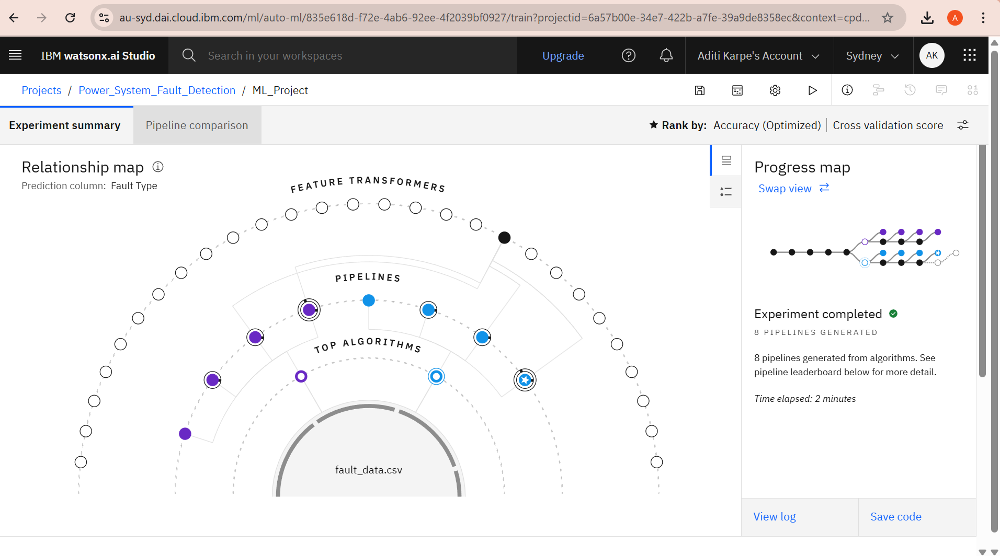 au-syd.dai.cloud.ibm.com/ml/auto-ml/835e618d-f72e-4ab6-92ee-4f2039bf0927/train?projectid=6a57b00e-34e7-422b-a7fe-39a9de8358ec&context=cpd...
A
IBM watsonx.ai Studio
Search in your workspaces
Upgrade
Aditi Karpe's Account
Sydney
AK
Projects / Power_System_Fault_Detection / ML_Project
Experiment summary
Pipeline comparison
Rank by: Accuracy (Optimized) | Cross validation score
Relationship map
Prediction column: Fault Type
FEATURE TRANSFORMERS
PIPELINES
TOP ALGORITHMS
fault_data.csv
Progress map
Swap view
Experiment completed
8 PIPELINES GENERATED
8 pipelines generated from algorithms. See
pipeline leaderboard below for more detail.
Time elapsed: 2 minutes
View log
Save code